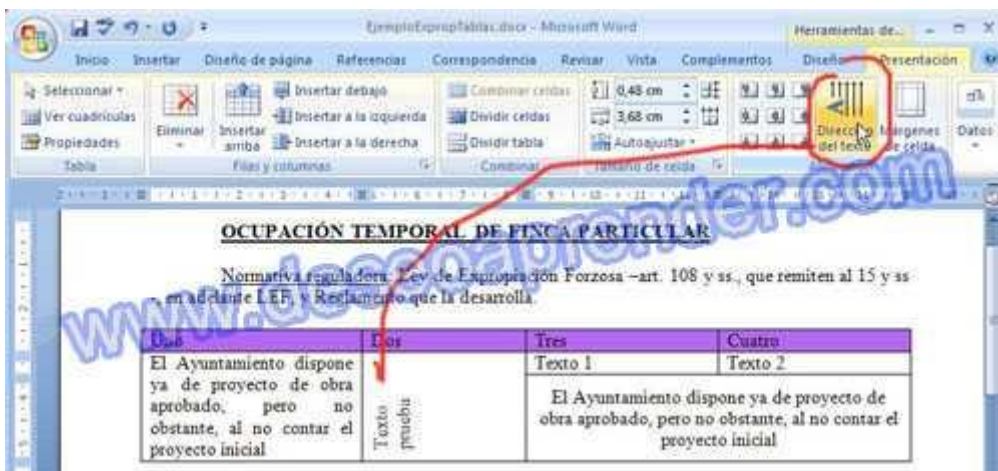 EjemploExpropTablas.docx - Microsoft Word
Herramientas de...
Inicio Insertar Diseño de página Referencias Correspondencia Revisar Vista Complementos Diseño Presentación
Seleccionar
Ver cuadrículas
Propiedades
Tabla
Eliminar
Insertar arriba
Insertar debajo
Insertar a la izquierda
Insertar a la derecha
Filas y columnas
Combinar celdas
Dividir celdas
Dividir tabla
Combinar
0,48 cm
3,68 cm
Autoajustar
Tamaño de celda
Dirección del texto
Márgenes de celda
Datos
OCUPACIÓN TEMPORAL DE FINCA PARTICULAR
Normativa reguladora: Ley de Expropiación Forzosa –art. 108 y ss., que remiten al 15 y ss
-, en adelante LEF, y Reglamento que la desarrolla.
www.deseoaprender.com
Uno Dos Tres Cuatro
El Ayuntamiento dispone
ya de proyecto de obra
aprobado, pero no
obstante, al no contar el
proyecto inicial
Texto
prueba
Texto 1 Texto 2
El Ayuntamiento dispone ya de proyecto de
obra aprobado, pero no obstante, al no contar el
proyecto inicial